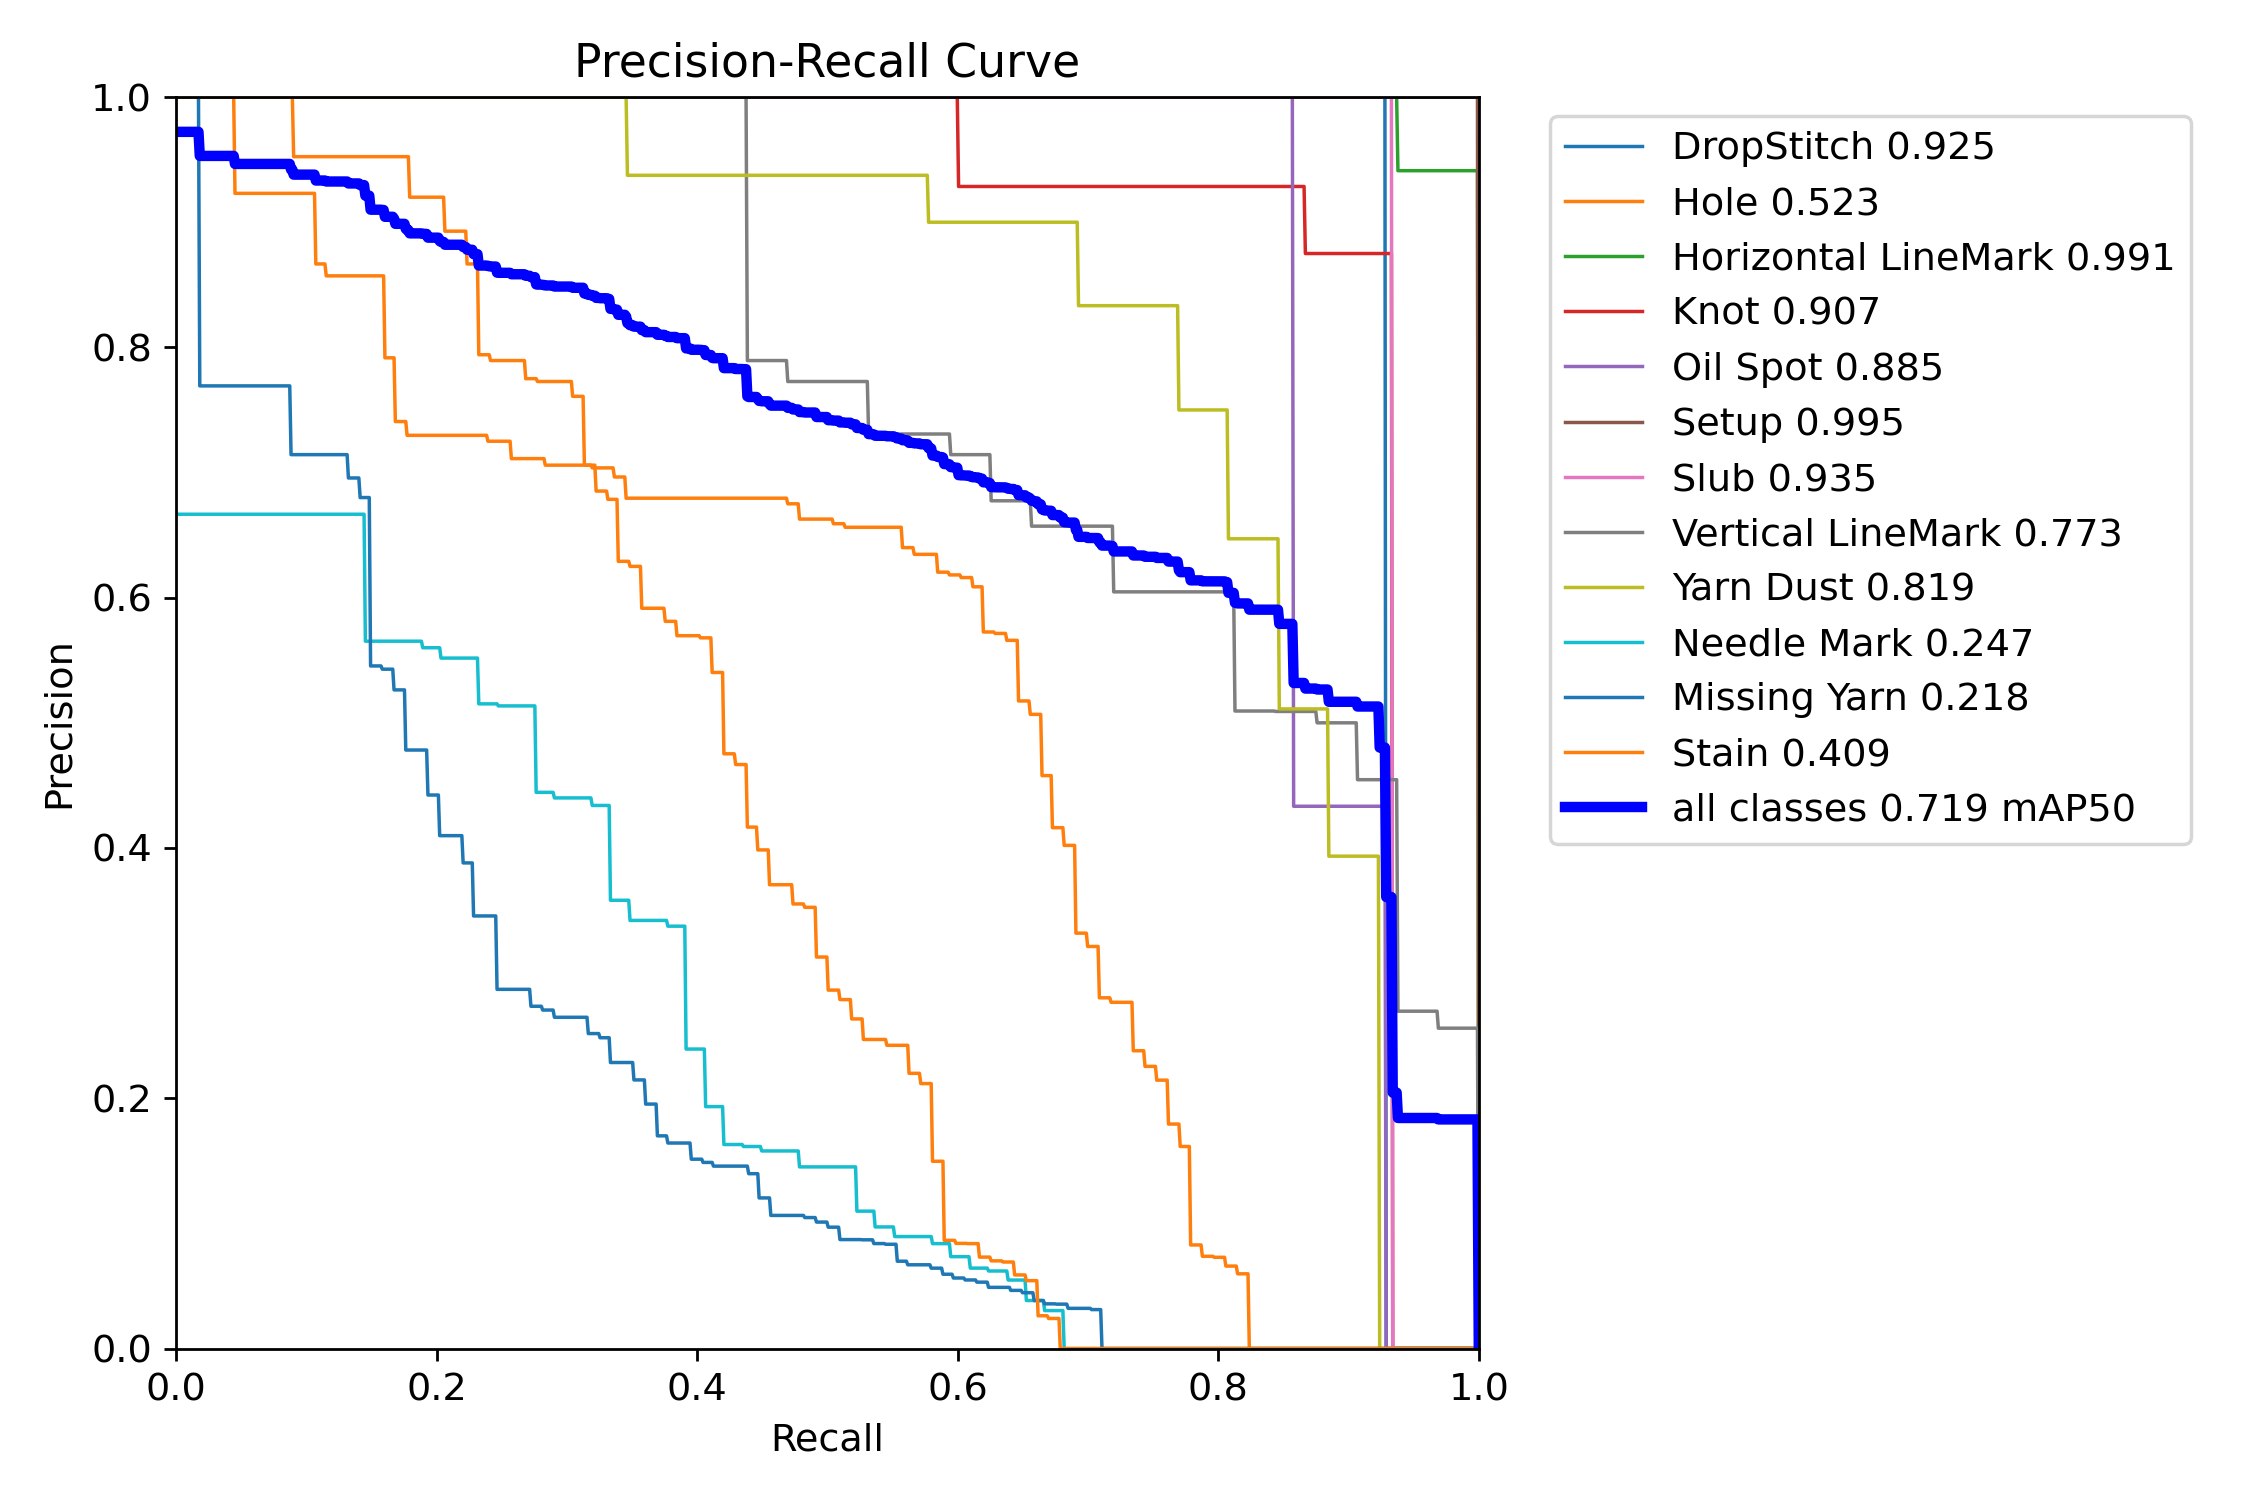 Precision-Recall Curve
1.0
0.8
0.6
0.4
0.2
0.0
Precision
0.0 0.2 0.4 0.6 0.8 1.0
Recall
DropStitch 0.925
Hole 0.523
Horizontal LineMark 0.991
Knot 0.907
Oil Spot 0.885
Setup 0.995
Slub 0.935
Vertical LineMark 0.773
Yarn Dust 0.819
Needle Mark 0.247
Missing Yarn 0.218
Stain 0.409
all classes 0.719 mAP50